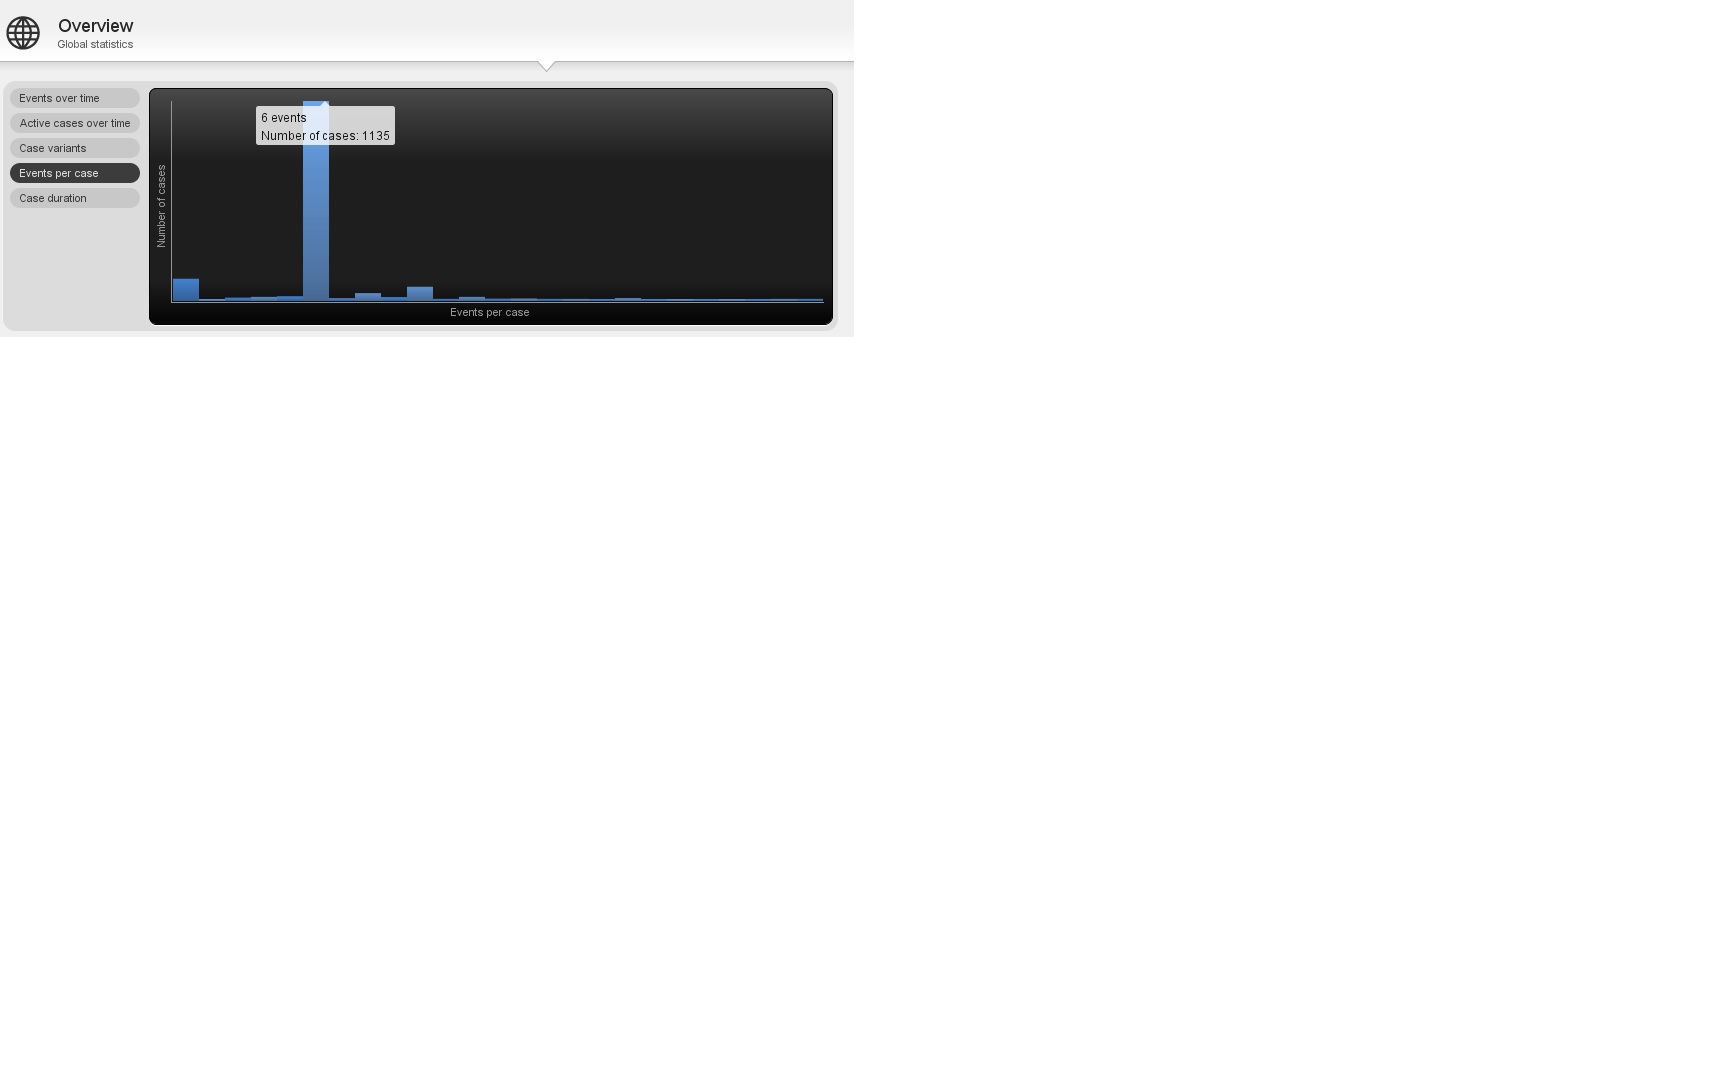 Overview
Global statistics
Events over time
Active cases over time
Case variants
Events per case
Case duration
6 events
Number of cases: 1135
Number of cases
Events per case